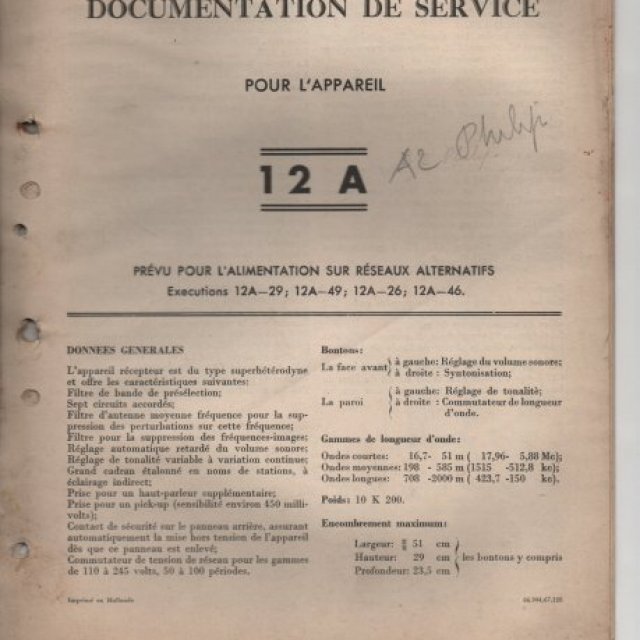 DOCUMENTATION DE SERVICE
POUR L'APPAREIL
12 A
A2 Philips
PRÉVU POUR L'ALIMENTATION SUR RÉSEAUX ALTERNATIFS
Executions 12A—29; 12A—49; 12A—26; 12A—46.
DONNEES GENERALES
L'appareil récepteur est du type superhétérodyne
et offre les caractéristiques suivantes:
Filtre de bande de présélection;
Sept circuits accordés;
Filtre d'antenne moyenne fréquence pour la sup-
pression des perturbations sur cette fréquence;
Filtre pour la suppression des fréquences-images;
Réglage automatique retardé du volume sonore;
Réglage de tonalité variable à variation continue;
Grand cadran étalonné en noms de stations, à
éclairage indirect;
Prise pour un haut-parleur supplémentaire;
Prise pour un pick-up (sensibilité environ 450 milli-
volts);
Contact de sécurité sur le panneau arrière, assurant
automatiquement la mise hors tension de l'appareil
dès que ce panneau est enlevé;
Commutateur de tension de réseau pour les gammes
de 110 à 245 volts, 50 à 100 périodes.
Boutons:
La face avant } à gauche: Réglage du volume sonore;
à droite : Syntonisation;
La paroi } à gauche: Réglage de tonalité;
à droite : Commutateur de longueur
d'onde.
Gammes de longueur d'onde:
Ondes courtes: 16,7- 51 m ( 17,96- 5,88 Mc);
Ondes moyennes: 198 - 585 m (1515 -512,8 kc);
Ondes longues: 708 -2000 m ( 423,7 -150 kc).
Poids: 10 K 200.
Encombrement maximum:
Largeur: 51 cm
Hauteur: 29 cm } les boutons y compris
Profondeur: 23,5 cm
Imprimé en Hollande